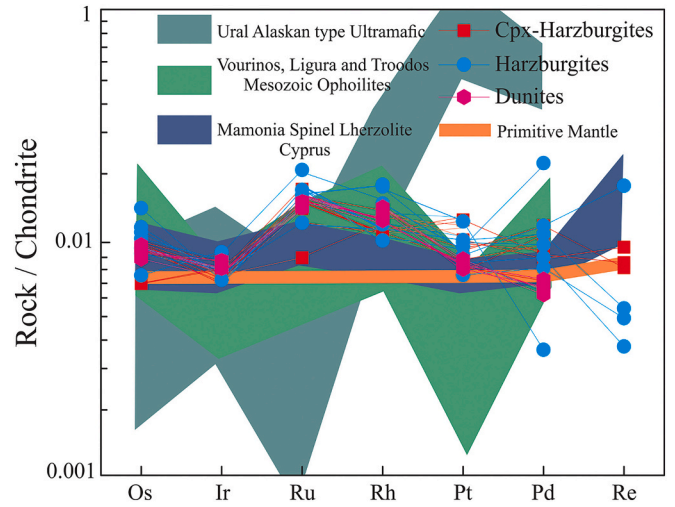 1
Ural Alaskan type Ultramafic
Vourinos, Ligura and Troodos
Mesozoic Ophoilites
Mamonia Spinel Lherzolite
Cyprus
Cpx-Harzburgites
Harzburgites
Dunites
Primitive Mantle
Rock / Chondrite
0.01
0.001
Os Ir Ru Rh Pt Pd Re